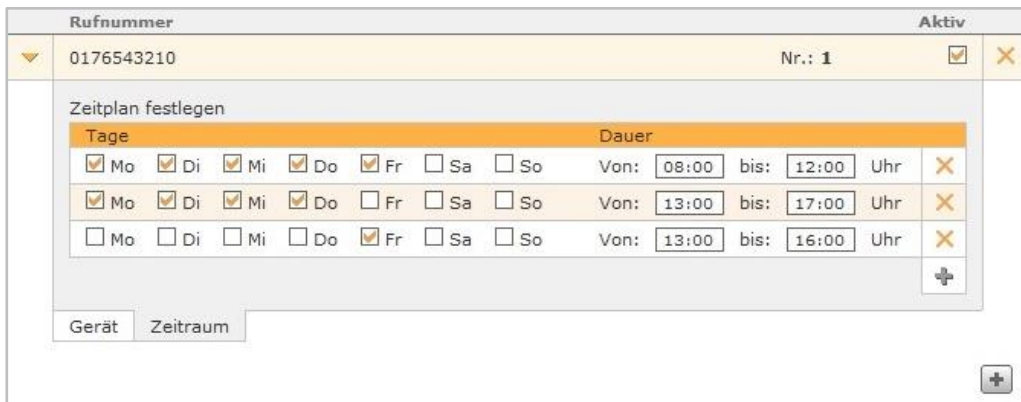 Rufnummer Aktiv
0176543210 Nr.: 1
Zeitplan festlegen
Tage Dauer
Mo Di Mi Do Fr Sa So Von: 08:00 bis: 12:00 Uhr
Mo Di Mi Do Fr Sa So Von: 13:00 bis: 17:00 Uhr
Mo Di Mi Do Fr Sa So Von: 13:00 bis: 16:00 Uhr
Gerät Zeitraum